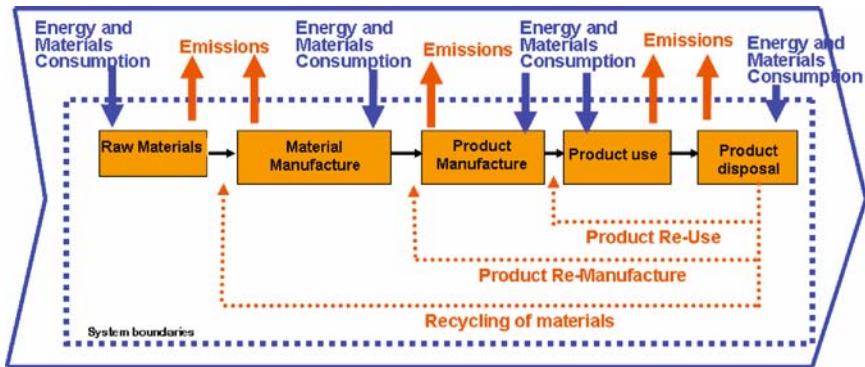 Energy and
Materials
Consumption
Emissions
Energy and
Materials
Consumption
Emissions
Energy and
Materials
Consumption
Emissions
Energy and
Materials
Consumption
Raw Materials
Material
Manufacture
Product
Manufacture
Product use
Product
disposal
Product Re-Use
Product Re-Manufacture
Recycling of materials
System boundaries